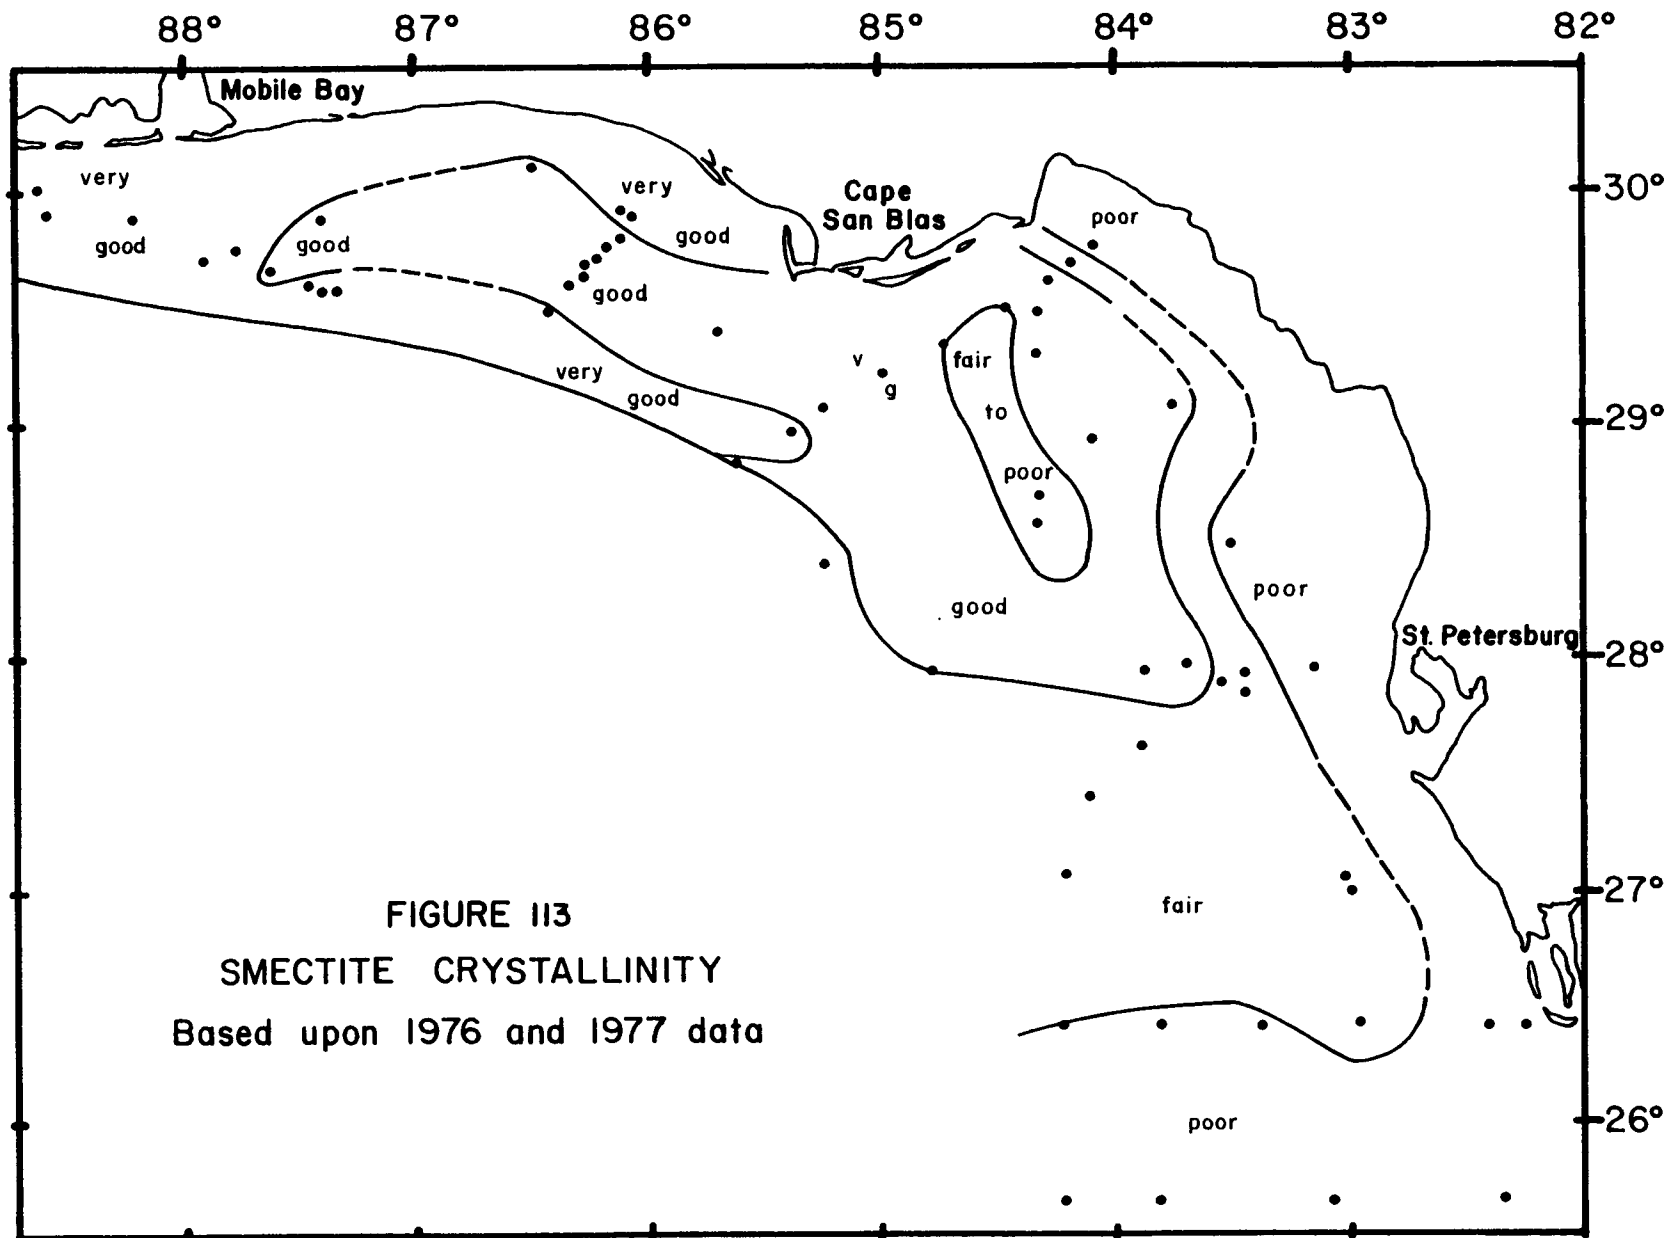 88° 87° 86° 85° 84° 83° 82°
Mobile Bay
very
good
good
very
good
good
very
good
Cape
San Blas
v
g
fair
to
poor
poor
30°
29°
good
poor
St. Petersburg
28°
27°
fair
FIGURE 113
SMECTITE CRYSTALLINITY
Based upon 1976 and 1977 data
26°
poor